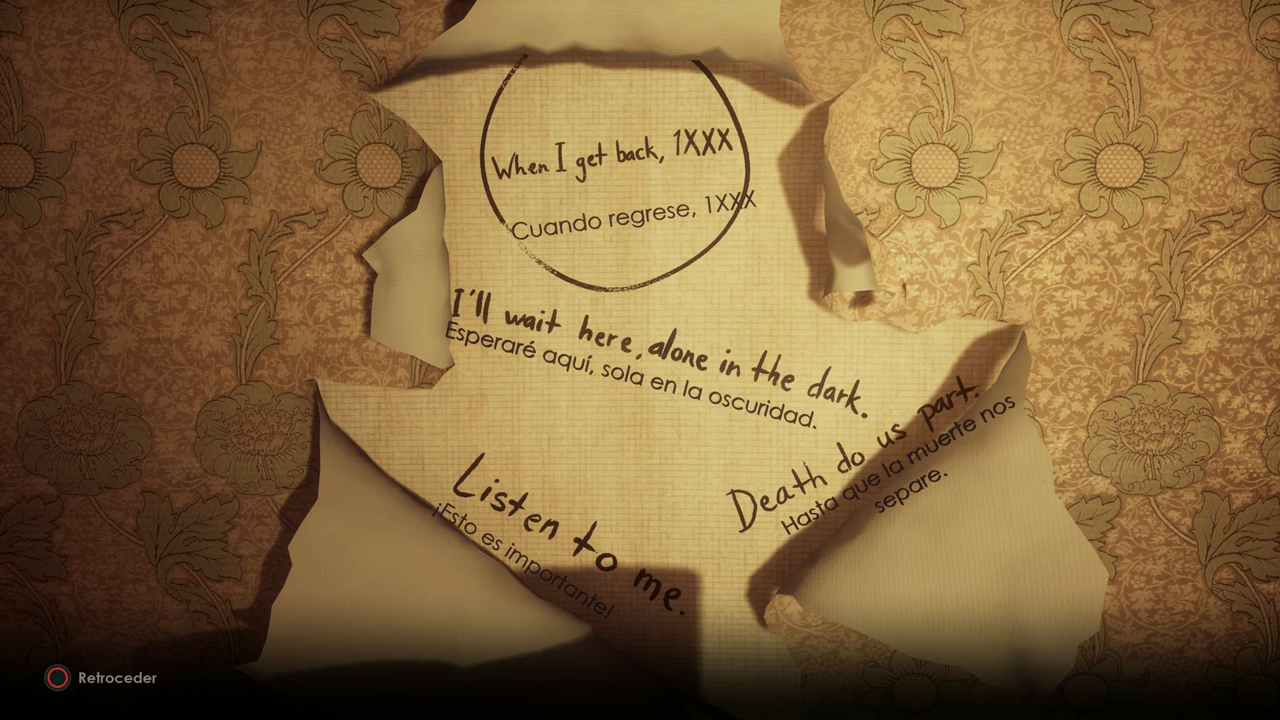 When I get back, 1XXX
Cuando regrese, 1XXX
I'll wait here, alone in the dark.
Esperaré aquí, sola en la oscuridad.
Death do us part.
Hasta que la muerte nos
separe.
Listen to me.
¡Esto es importante!
Retroceder